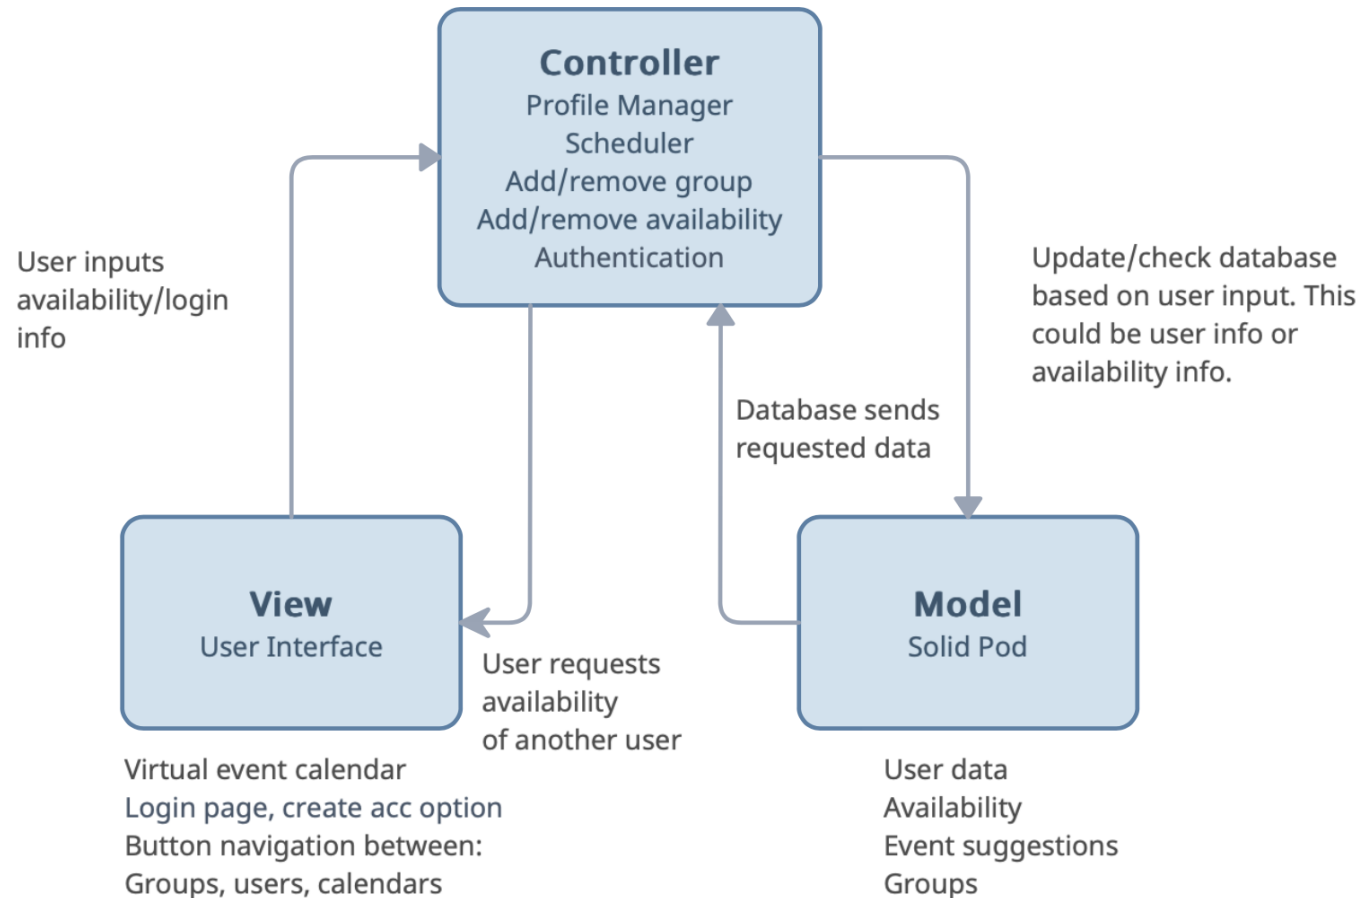 Controller
Profile Manager
Scheduler
Add/remove group
Add/remove availability
Authentication
User inputs
availability/login
info
Update/check database
based on user input. This
could be user info or
availability info.
Database sends
requested data
View
User Interface
Model
Solid Pod
User requests
availability
of another user
Virtual event calendar
Login page, create acc option
Button navigation between:
Groups, users, calendars
User data
Availability
Event suggestions
Groups